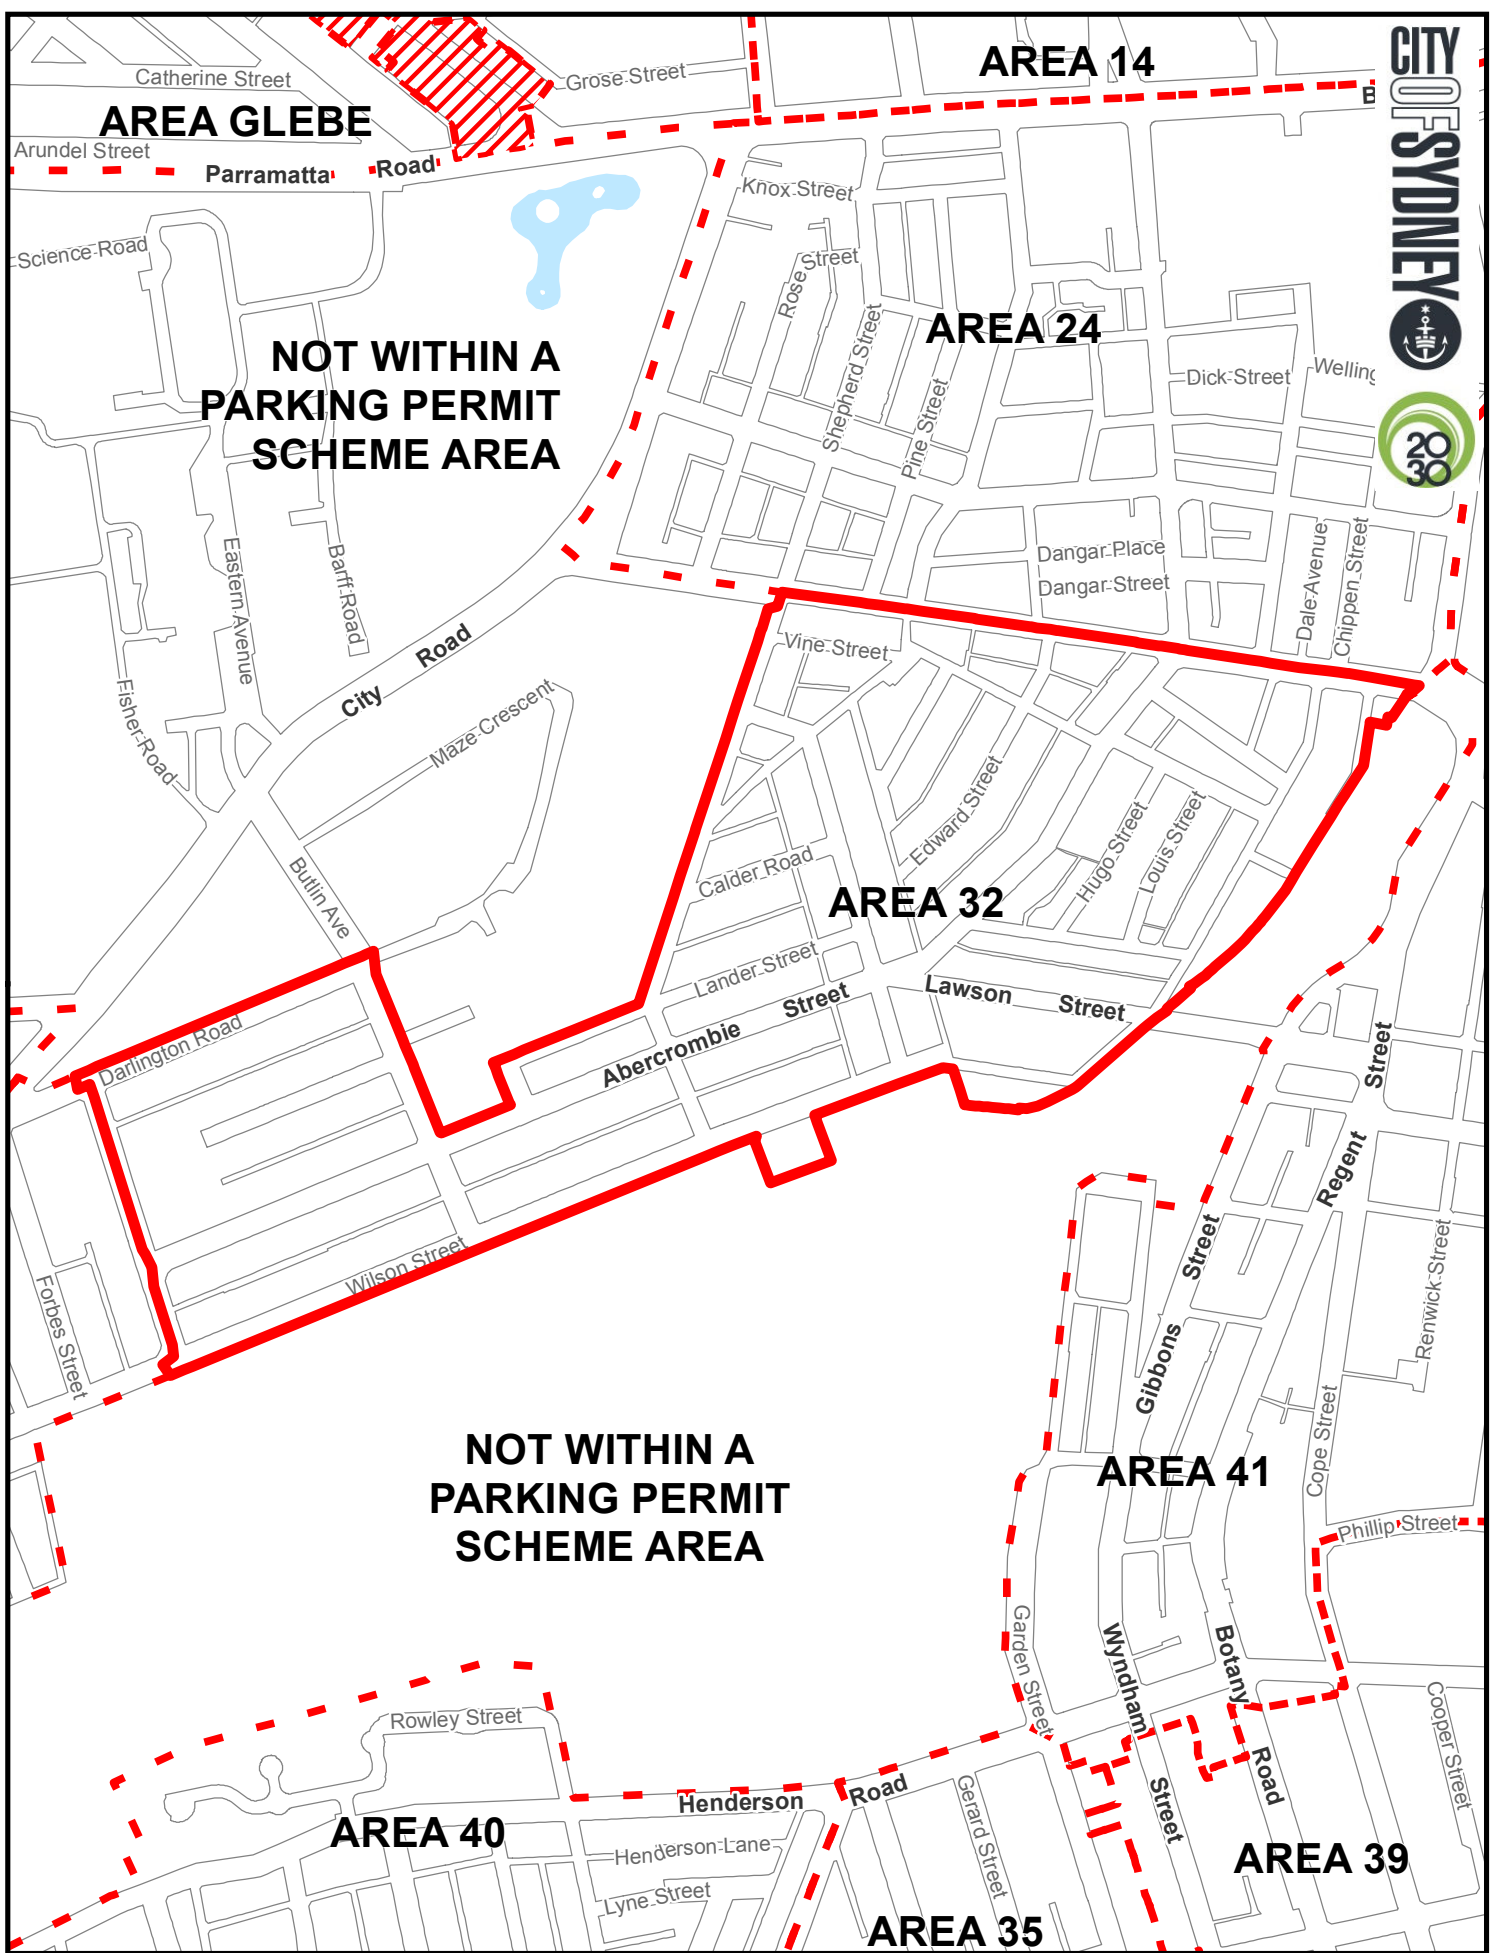 AREA 14
CITY OF SYDNEY
Catherine Street
Grose Street
AREA GLEBE
B
Arundel Street
Parramatta Road
Knox Street
Science Road
Rose Street
Shepherd Street
AREA 24
NOT WITHIN A
PARKING PERMIT
SCHEME AREA
Dick Street
Welling
Pine Street
20
30
Dangar Place
Dangar Street
Dale Avenue
Chippen Street
Eastern Avenue
Barff Road
City Road
Vine Street
Fisher Road
Maze Crescent
Edward Street
Hugo Street
Louis Street
Butlin Ave
Calder Road
AREA 32
Lander Street
Lawson Street
Abercrombie Street
Darlington Road
Regent Street
Wilson Street
Forbes Street
Gibbons Street
Renwick Street
Cope Street
NOT WITHIN A
PARKING PERMIT
SCHEME AREA
AREA 41
Phillip Street
Garden Street
Wyndham Street
Botany Road
Cooper Street
Rowley Street
Henderson Road
Gerard Street
AREA 40
Henderson Lane
AREA 39
Lyne Street
AREA 35